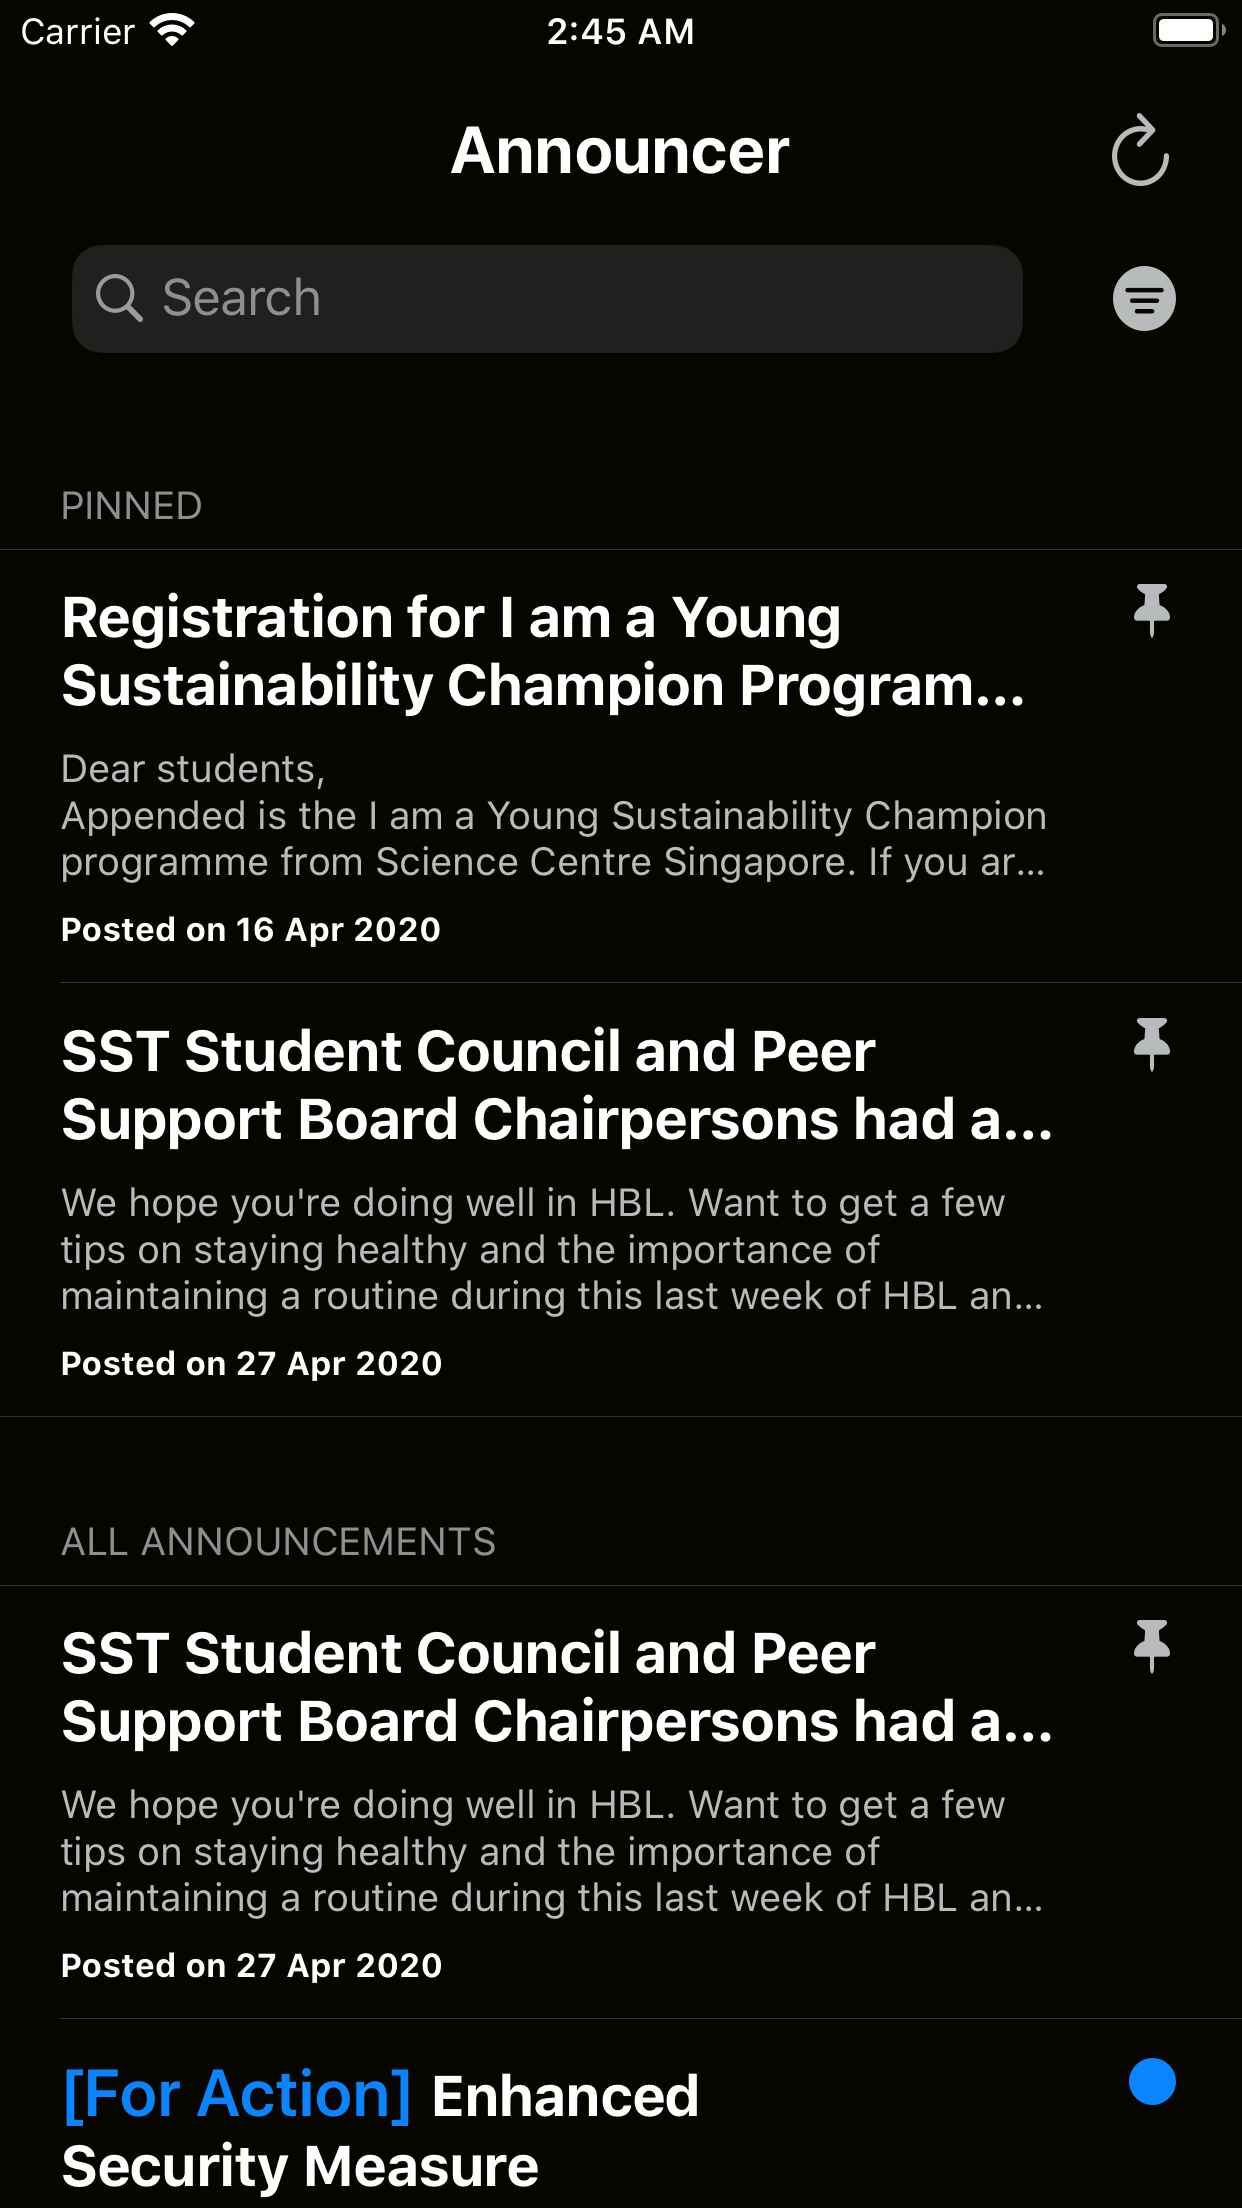 Carrier 2:45 AM
Announcer
Search
PINNED
Registration for I am a Young
Sustainability Champion Program...
Dear students,
Appended is the I am a Young Sustainability Champion
programme from Science Centre Singapore. If you ar...
Posted on 16 Apr 2020
SST Student Council and Peer
Support Board Chairpersons had a...
We hope you're doing well in HBL. Want to get a few
tips on staying healthy and the importance of
maintaining a routine during this last week of HBL an...
Posted on 27 Apr 2020
ALL ANNOUNCEMENTS
SST Student Council and Peer
Support Board Chairpersons had a...
We hope you're doing well in HBL. Want to get a few
tips on staying healthy and the importance of
maintaining a routine during this last week of HBL an...
Posted on 27 Apr 2020
[For Action] Enhanced
Security Measure